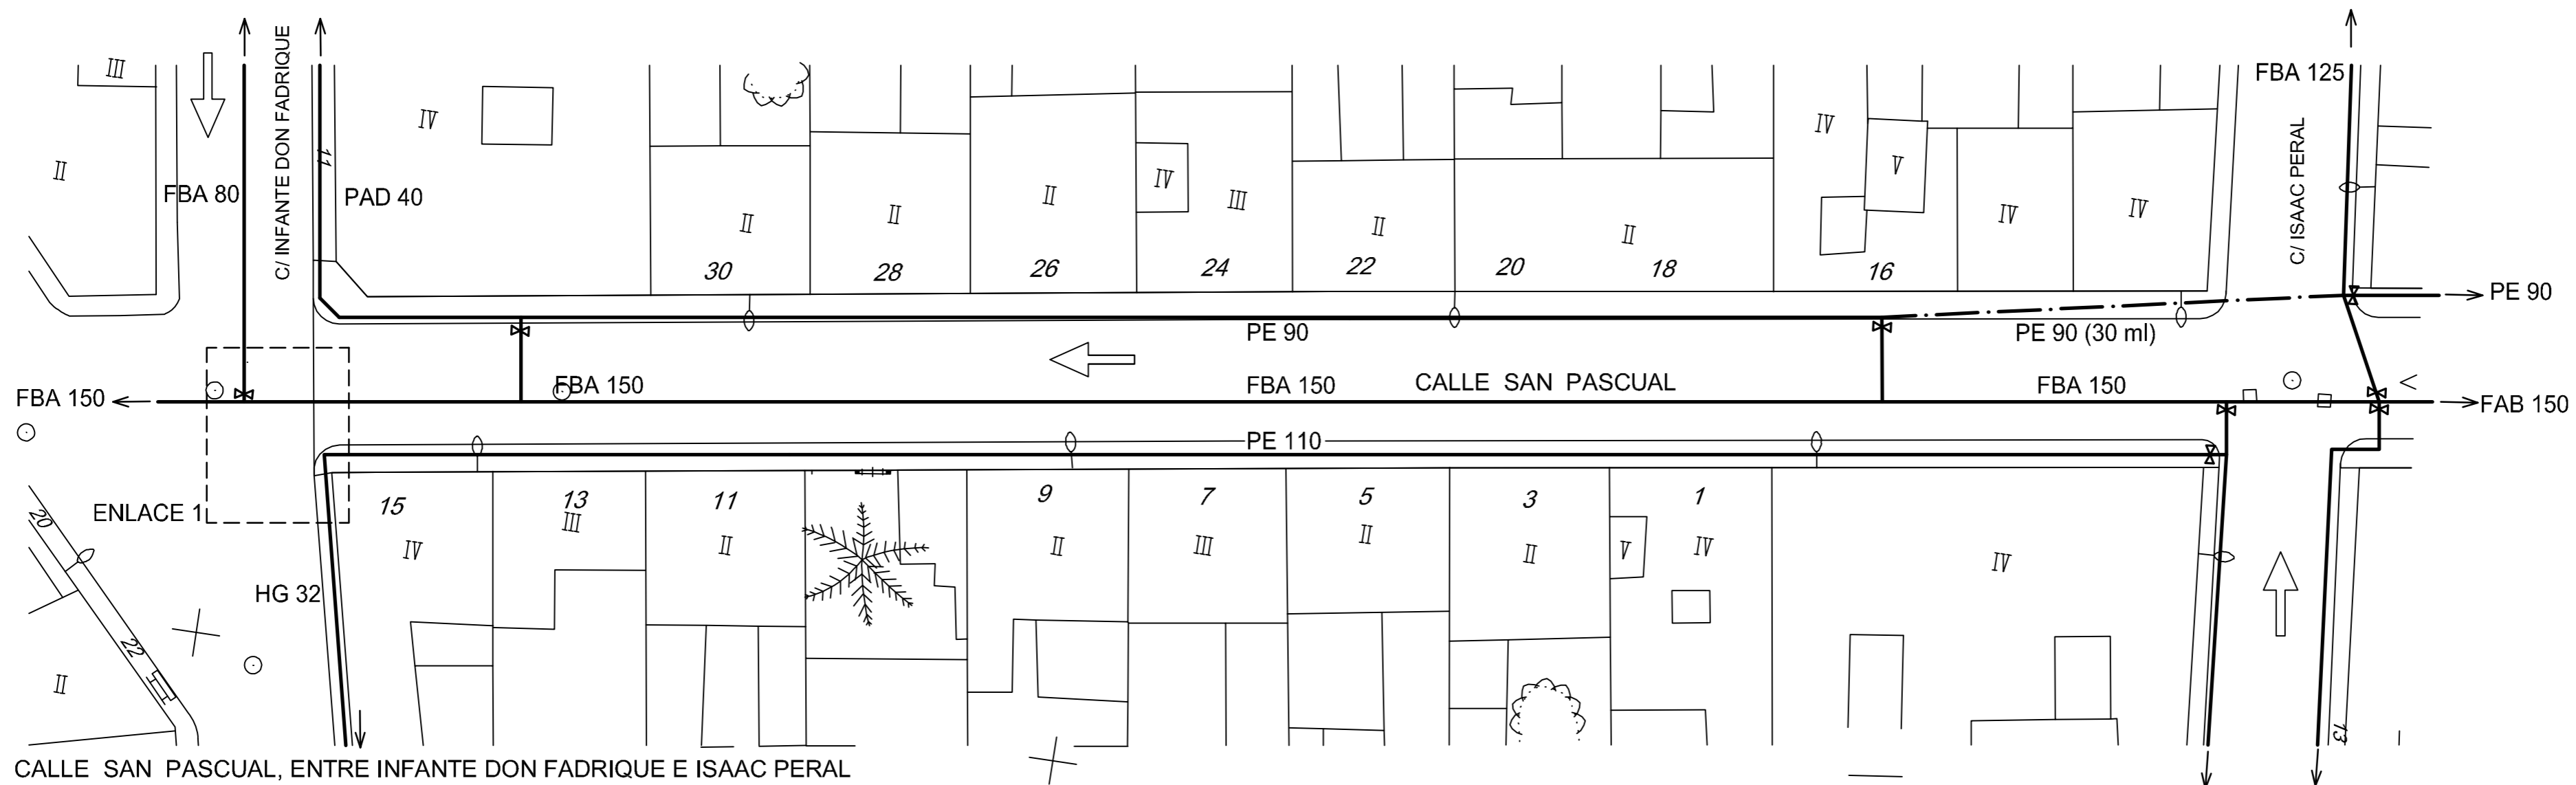 III
C/ INFANTE DON FADRIQUE
FBA 125
IV
IV
II
11
V
C/ ISAAC PERAL
FBA 80
PAD 40
II
II
II
IV
III
II
II
IV
IV
30
28
26
24
22
20
18
16
PE 90
PE 90
PE 90 (30 ml)
FBA 150
FBA 150
FBA 150
CALLE SAN PASCUAL
FBA 150
FAB 150
PE 110
ENLACE 1
20
15
13
11
9
7
5
3
1
IV
III
II
II
III
II
II
V
IV
IV
HG 32
22
II
13
CALLE SAN PASCUAL, ENTRE INFANTE DON FADRIQUE E ISAAC PERAL